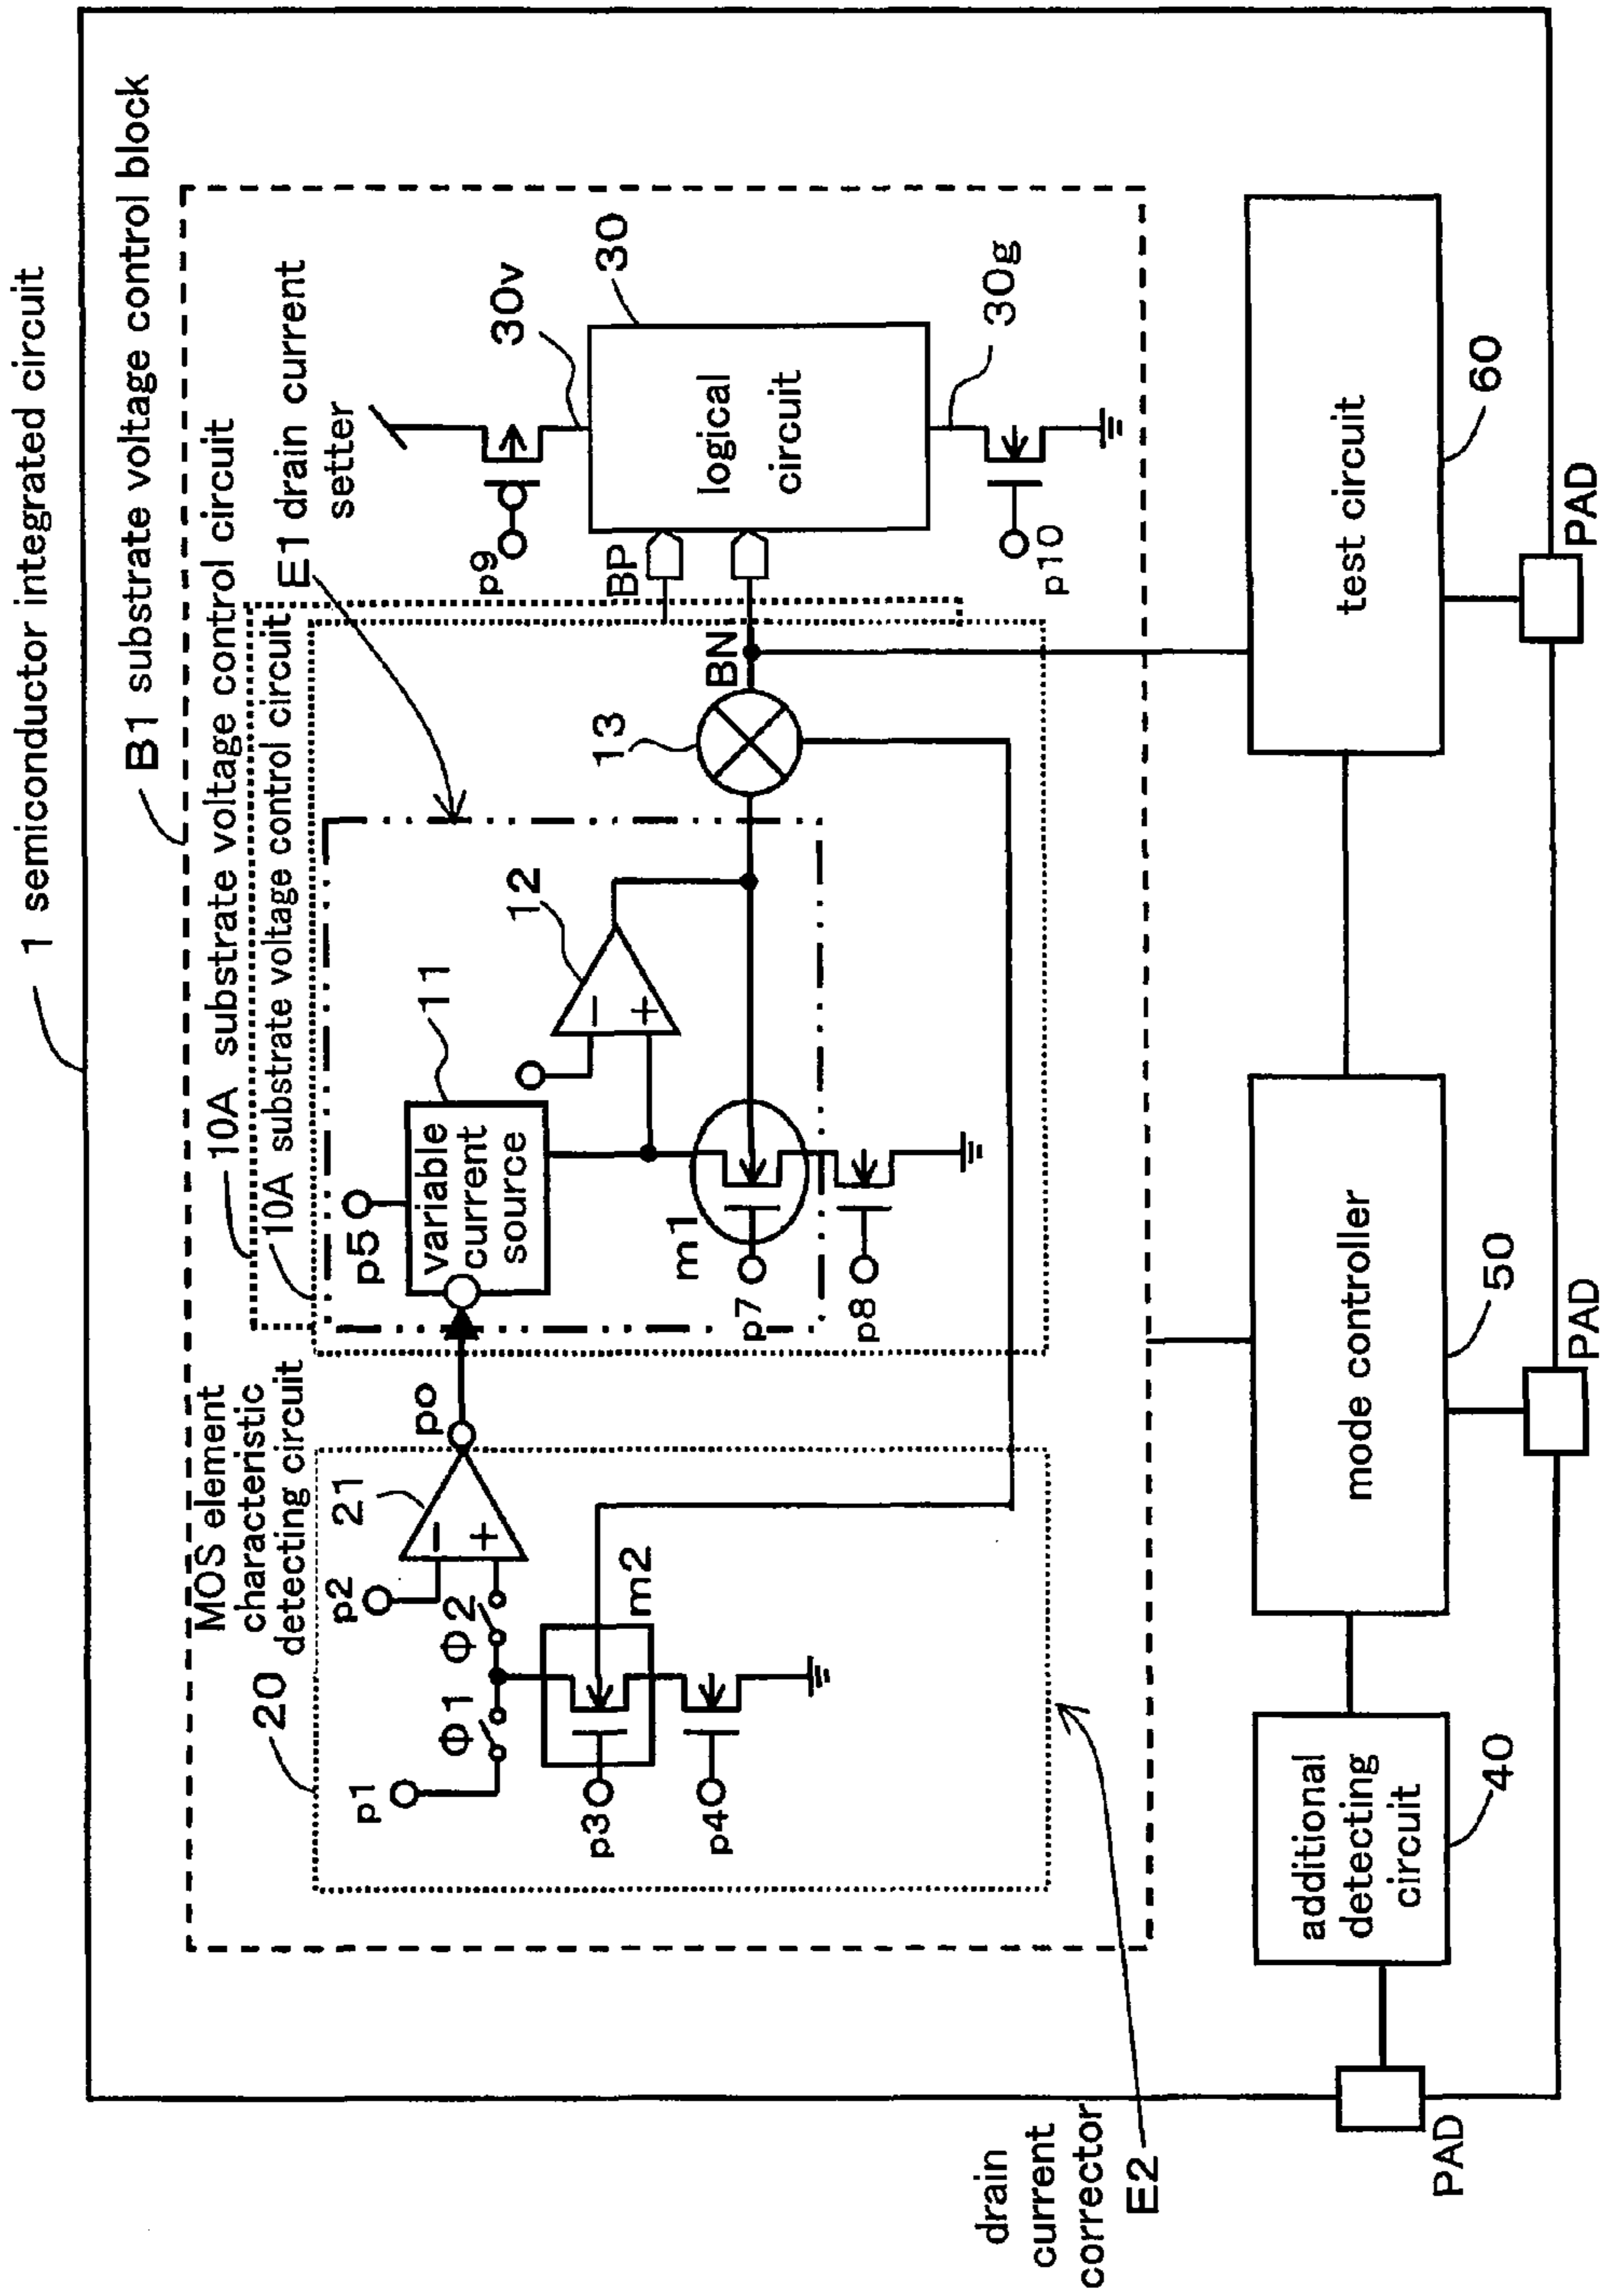 1 semiconductor integrated circuit
B1 substrate voltage control block
10A substrate voltage control circuit
10A substrate voltage control circuit
E1 drain current
setter
MOS element
characteristic
detecting circuit
20
p1
Φ1
Φ2
p2
21
−
+
po
p3
m2
p4
p5
variable
current
source
11
12
−
+
m1
p7
p8
13
BN
BP
p9
30v
30
logical
circuit
30g
p10
drain
current
corrector
E2
additional
detecting
circuit
40
mode controller
50
test circuit
60
PAD
PAD
PAD